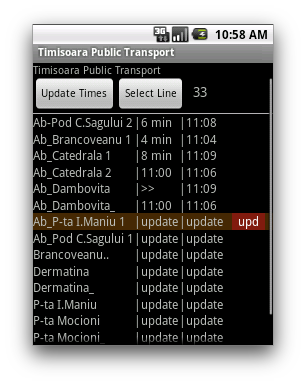 3G 10:58 AM
Timisoara Public Transport
Timisoara Public Transport
Update Times Select Line 33
Ab-Pod C.Sagului 2|6 min |11:08
Ab_Brancoveanu 1|4 min |11:04
Ab_Catedrala 1 |8 min |11:09
Ab_Catedrala 2 |11:00 |11:06
Ab_Dambovita |>> |11:09
Ab_Dambovita_ |11:00 |11:06
Ab_P-ta I.Maniu 1 |update|update upd
Ab_Pod C.Sagului 1|update|update
Brancoveanu.. |update|update
Dermatina |update|update
Dermatina_ |update|update
P-ta I.Maniu |update|update
P-ta Mocioni |update|update
P-ta Mocioni_ |update|update